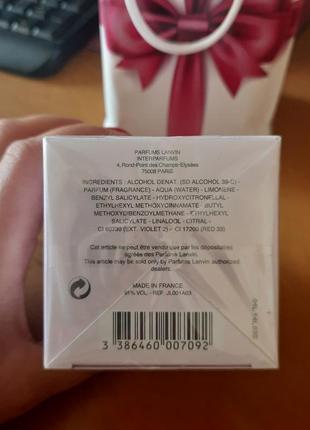 PARFUMS LANVIN
INTERPARFUMS
4, Rond-Point des Champs-Elysées
75008 PARIS
INGREDIENTS : ALCOHOL DENAT. (SD ALCOHOL 39-C) -
PARFUM (FRAGRANCE) - AQUA (WATER) - LIMONENE -
BENZYL SALICYLATE - HYDROXYCITRONELLAL -
ETHYLHEXYL METHOXYCINNAMATE - BUTYL
METHOXYDIBENZOYLMETHANE - ETHYLHEXYL
SALICYLATE - LINALOOL - CITRAL -
CI 60730 (EXT. VIOLET 2) - CI 17200 (RED 33)
Cet article ne peut être vendu que par les dépositaires
agréés des Parfums Lanvin.
This article may be sold only by Parfums Lanvin authorized
dealers.
MADE IN FRANCE
VOL. - REF. JL001A03
3 386460 007092